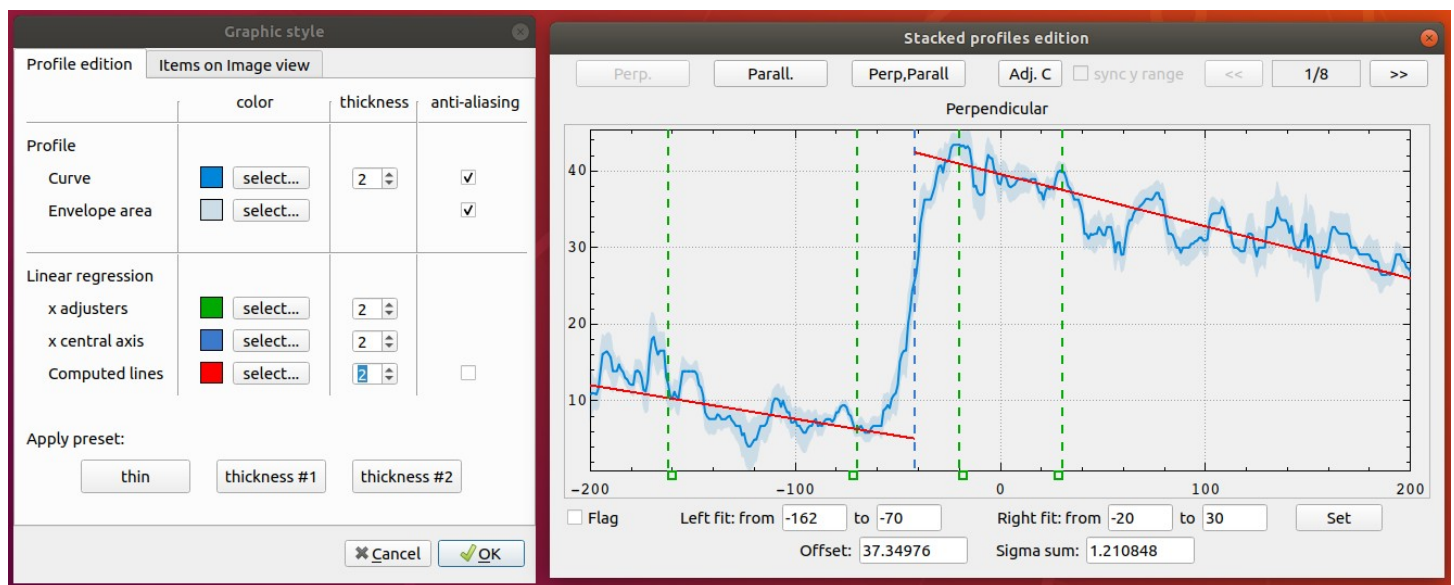 Graphic style
Profile edition Items on Image view
color thickness anti-aliasing
Profile
Curve select... 2
Envelope area select...
Linear regression
x adjusters select... 2
x central axis select... 2
Computed lines select... 2
Apply preset:
thin thickness #1 thickness #2
Cancel OK
Stacked profiles edition
Perp. Parall. Perp,Parall Adj. C sync y range << 1/8 >>
Perpendicular
40
30
20
10
-200 -100 0 100 200
Flag Left fit: from -162 to -70 Right fit: from -20 to 30 Set
Offset: 37.34976 Sigma sum: 1.210848